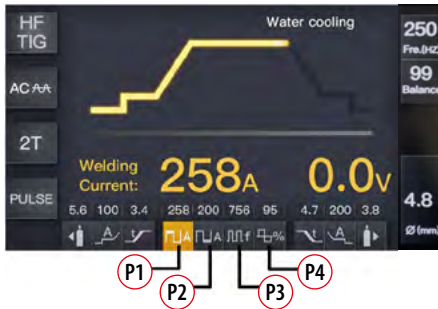 HF
TIG
Water cooling
250
Fre.(HZ
99
Balance
AC
2T
Welding
Current:
258A
0.0V
PULSE
5.6 100 3.4 258 200 756 95 4.7 200 3.8
4.8
Ø(mm)
A A A f % A
P1
P2
P3
P4